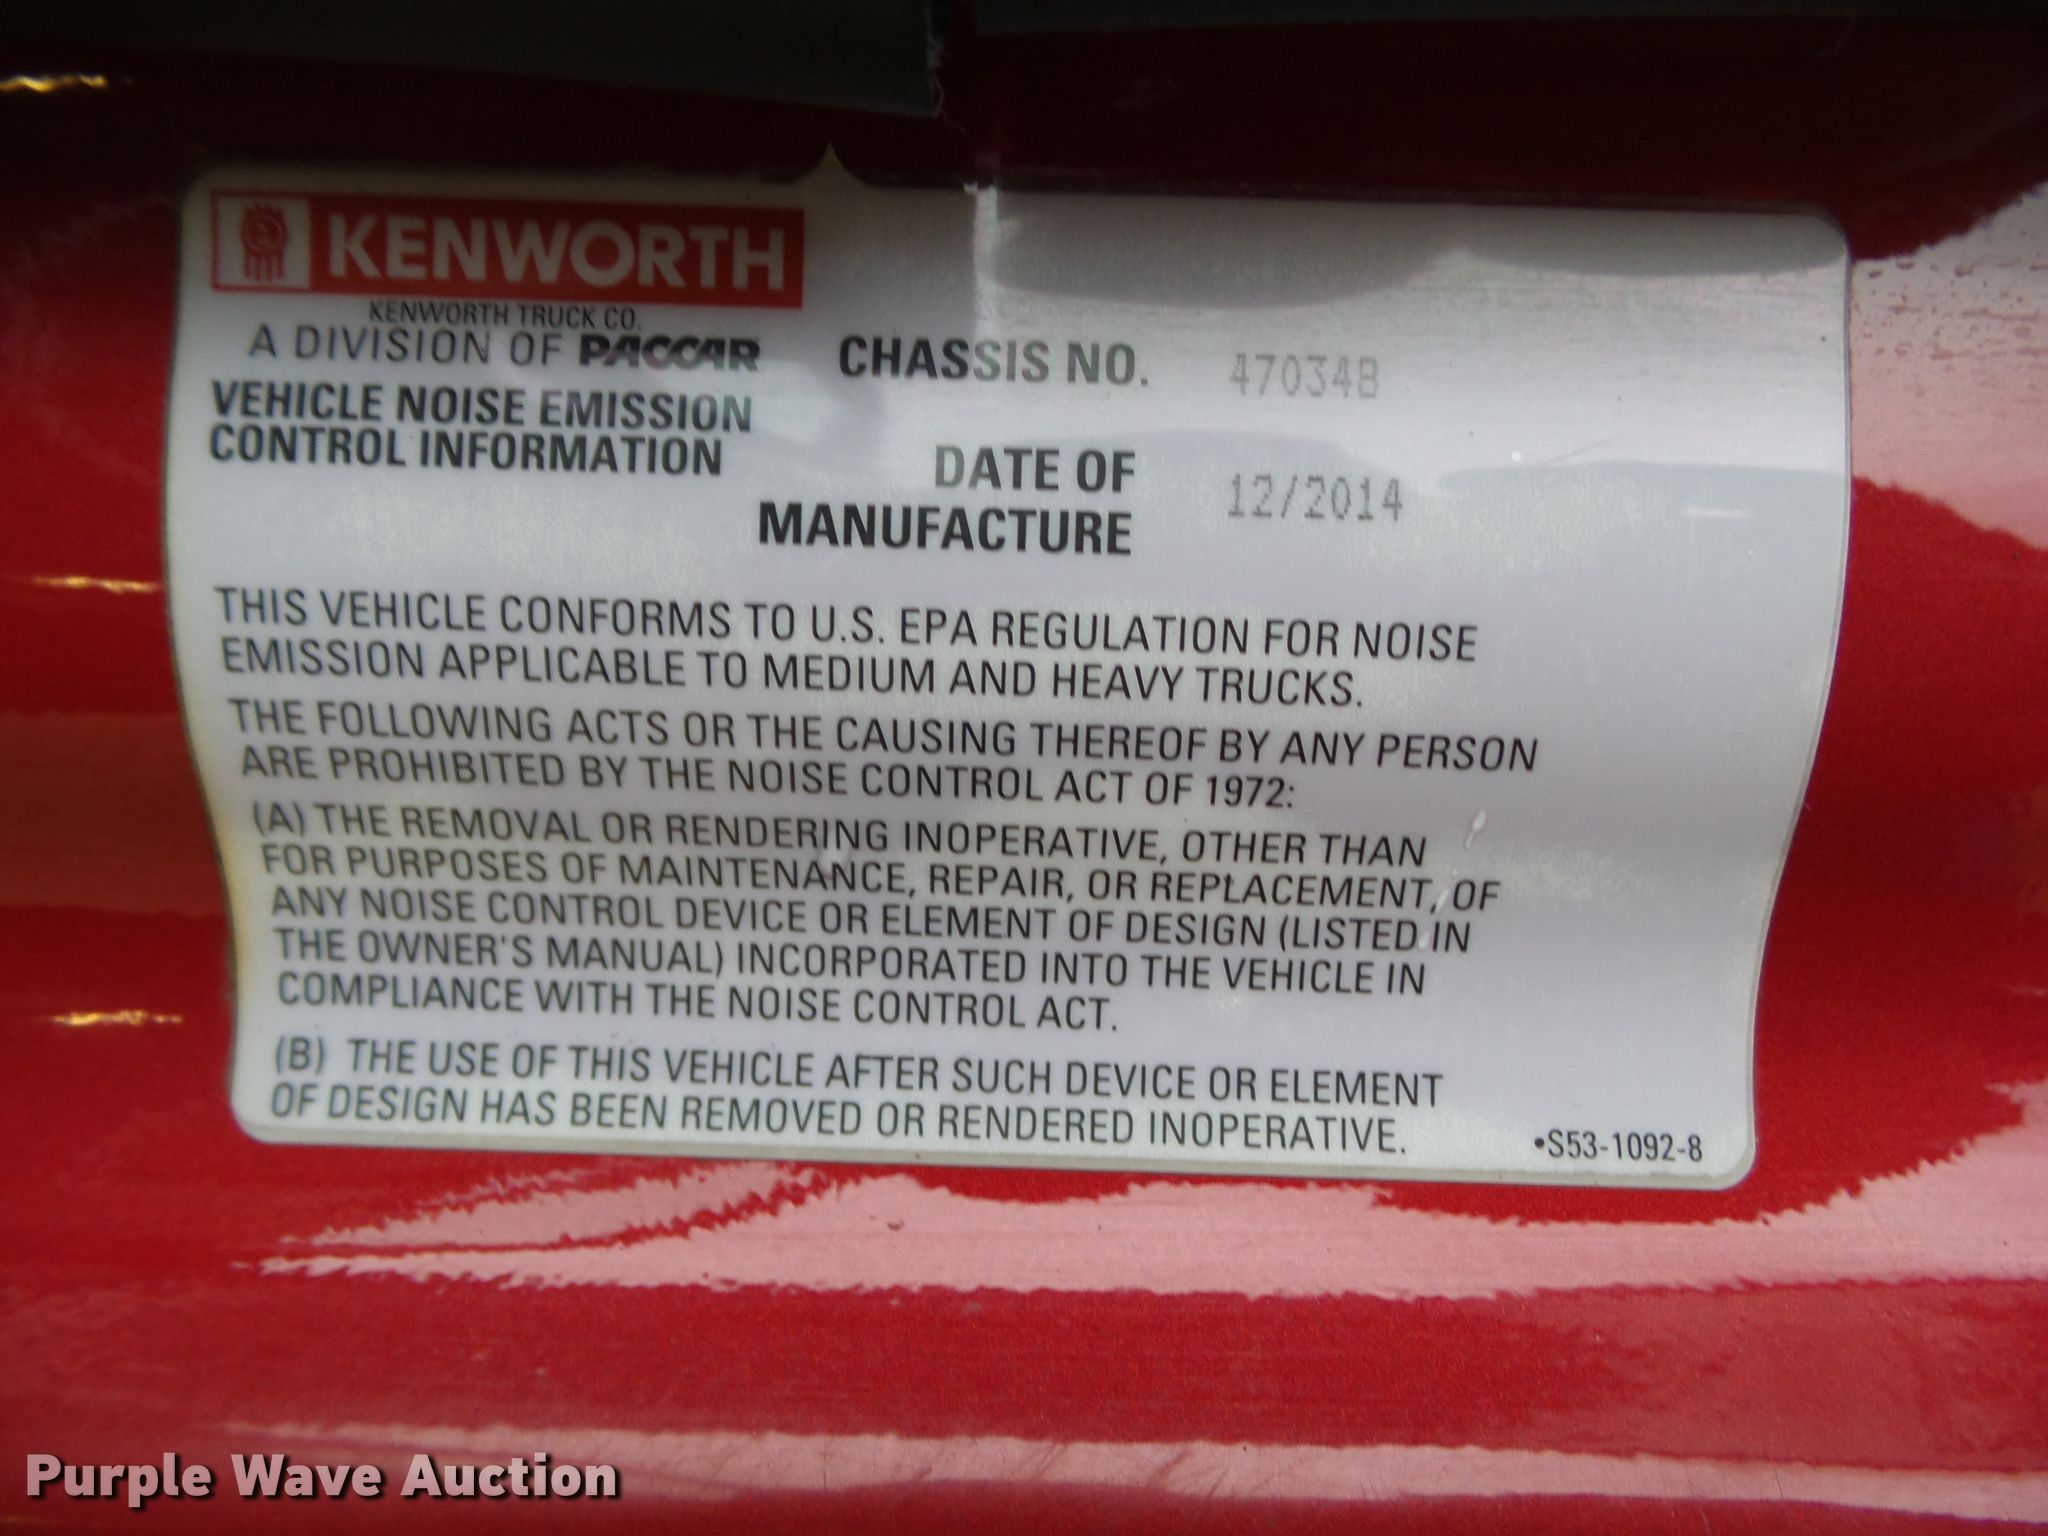 KENWORTH
KENWORTH TRUCK CO.
A DIVISION OF PACCAR
VEHICLE NOISE EMISSION
CONTROL INFORMATION
CHASSIS NO. 470348
DATE OF
MANUFACTURE 12/2014
THIS VEHICLE CONFORMS TO U.S. EPA REGULATION FOR NOISE
EMISSION APPLICABLE TO MEDIUM AND HEAVY TRUCKS.
THE FOLLOWING ACTS OR THE CAUSING THEREOF BY ANY PERSON
ARE PROHIBITED BY THE NOISE CONTROL ACT OF 1972:
(A) THE REMOVAL OR RENDERING INOPERATIVE, OTHER THAN
FOR PURPOSES OF MAINTENANCE, REPAIR, OR REPLACEMENT, OF
ANY NOISE CONTROL DEVICE OR ELEMENT OF DESIGN (LISTED IN
THE OWNER'S MANUAL) INCORPORATED INTO THE VEHICLE IN
COMPLIANCE WITH THE NOISE CONTROL ACT.
(B) THE USE OF THIS VEHICLE AFTER SUCH DEVICE OR ELEMENT
OF DESIGN HAS BEEN REMOVED OR RENDERED INOPERATIVE.
•S53-1092-8
Purple Wave Auction